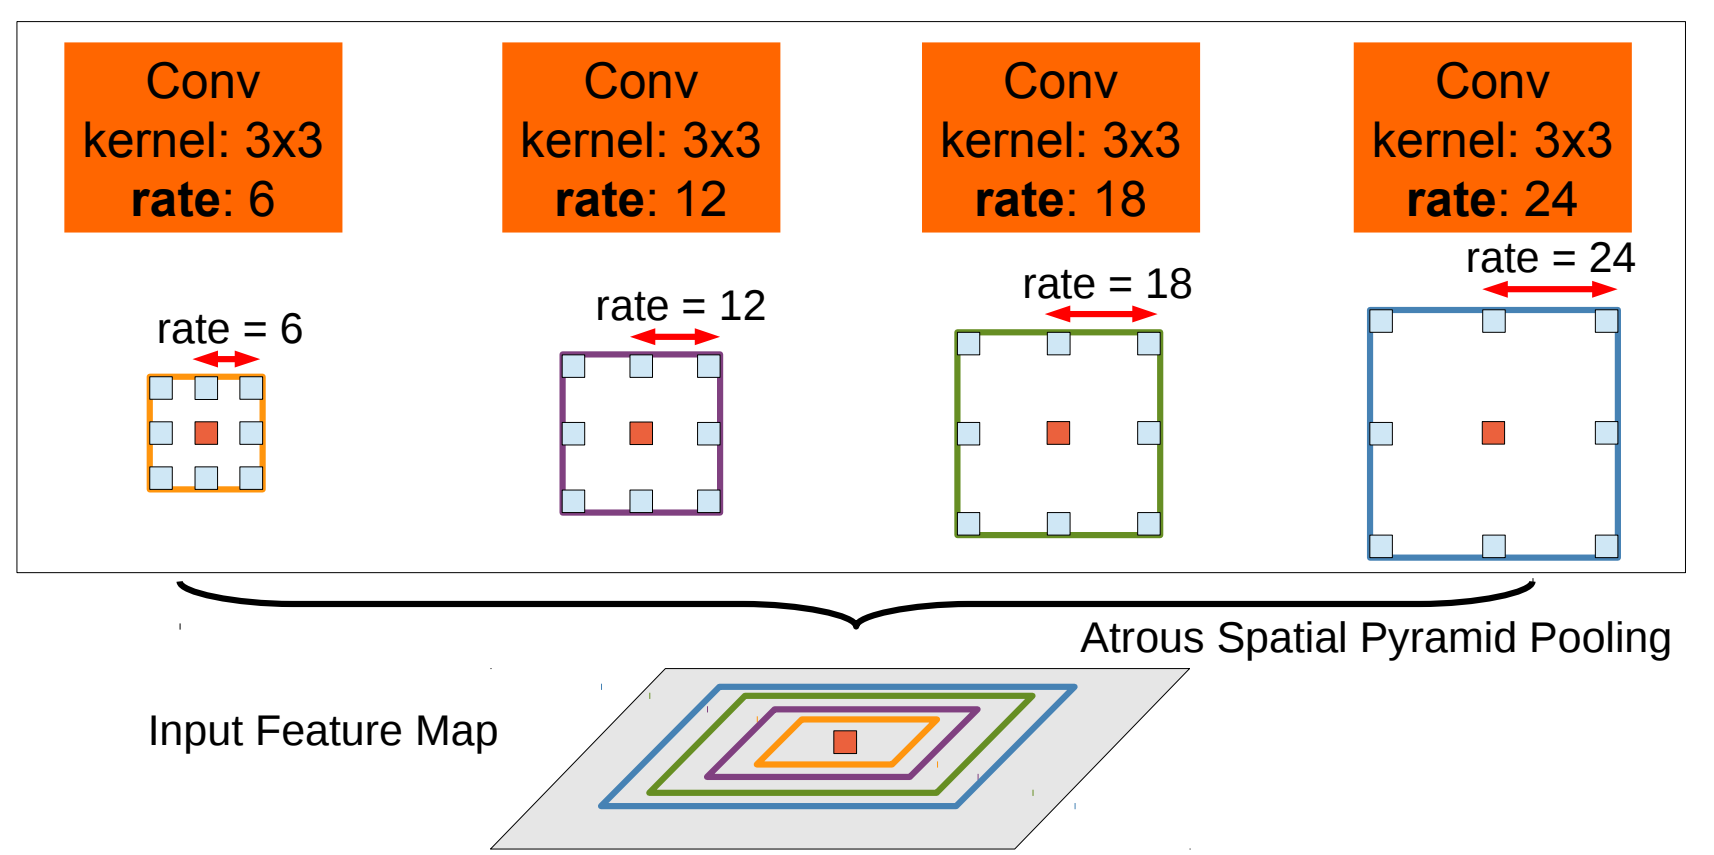 Conv
kernel: 3x3
rate: 6
Conv
kernel: 3x3
rate: 12
Conv
kernel: 3x3
rate: 18
Conv
kernel: 3x3
rate: 24
rate = 6
rate = 12
rate = 18
rate = 24
Atrous Spatial Pyramid Pooling
Input Feature Map